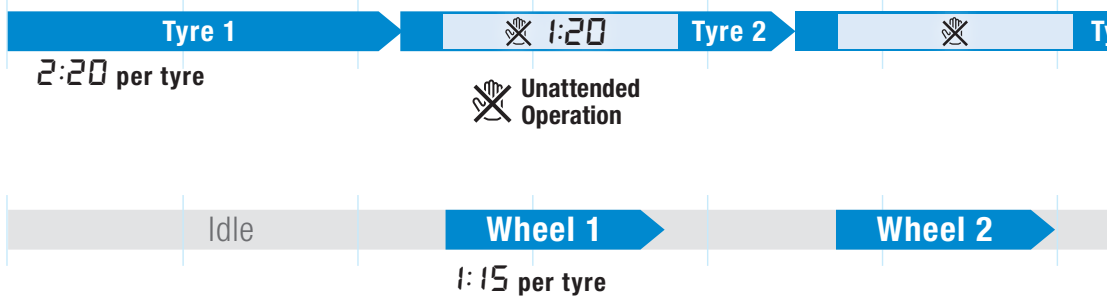 Tyre 1
1:20 Tyre 2
Ty
2:20 per tyre
Unattended
Operation
Idle
Wheel 1
Wheel 2
1:15 per tyre